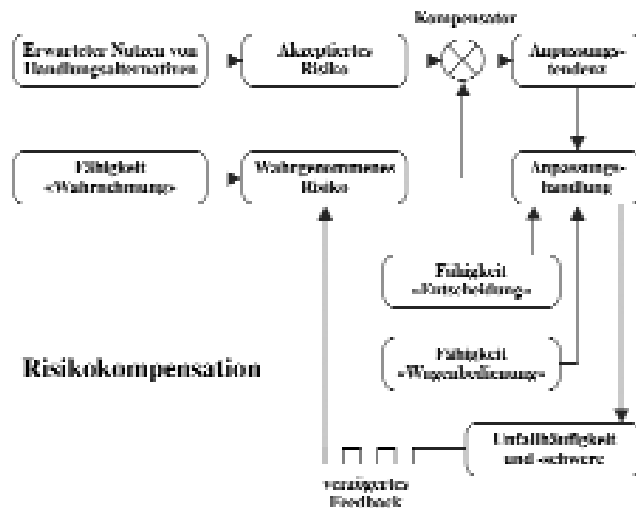 Kompensator
Erwarteter Nutzen von
Handlungsalternativen
Akzeptiertes
Risiko
Anpassungs-
tendenz
Fähigkeit
«Wahrnehmung»
Wahrgenommenes
Risiko
Anpassungs-
handlung
Fähigkeit
«Entscheidung»
Risikokompensation
Fähigkeit
«Wagenbedienung»
Unfallhäufigkeit
und -schwere
verzögertes
Feedback